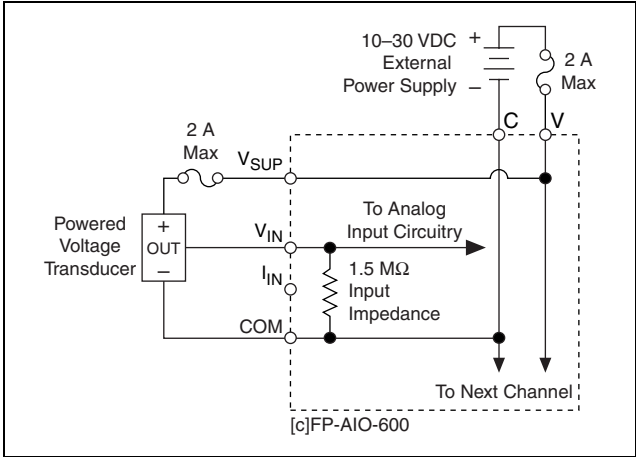 10–30 VDC
External
Power Supply
+
–
2 A
Max
C
V
2 A
Max
VSUP
Powered
Voltage
Transducer
+
OUT
–
VIN
To Analog
Input Circuitry
IIN
1.5 MΩ
Input
Impedance
COM
To Next Channel
[c]FP-AIO-600